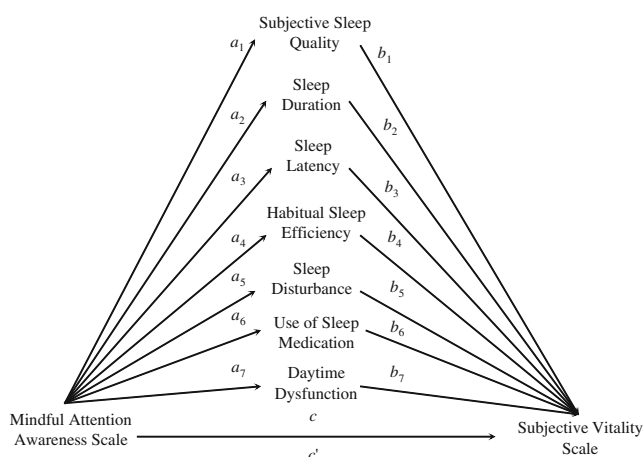 Subjective Sleep
Quality
a1
b1
Sleep
Duration
a2
b2
Sleep
Latency
a3
b3
Habitual Sleep
Efficiency
a4
b4
Sleep
Disturbance
a5
b5
Use of Sleep
Medication
a6
b6
Daytime
Dysfunction
a7
b7
Mindful Attention
Awareness Scale
c
c'
Subjective Vitality
Scale